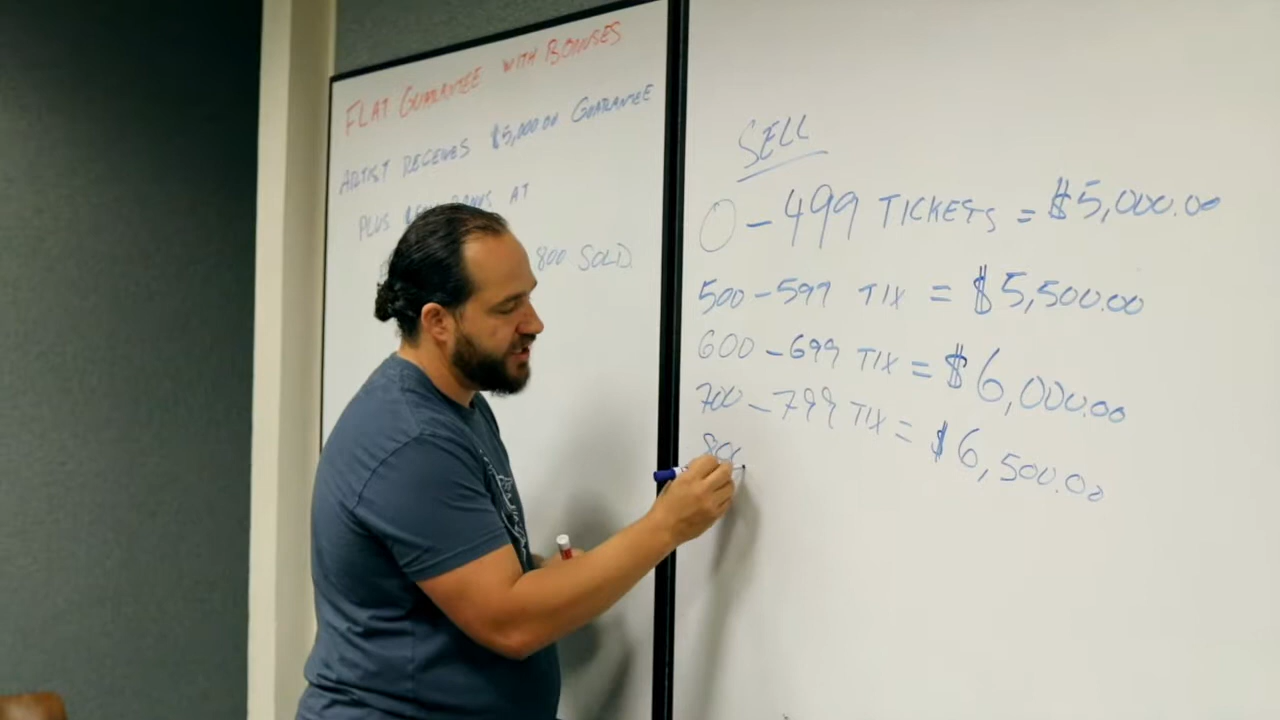 FLAT GUARANTEE WITH BONUSES
ARTIST RECEIVES $5,000.00 GUARANTEE
PLUS AT
800 SOLD
SELL
0-499 TICKETS = $5,000.00
500-599 TIX = $5,500.00
600-699 TIX = $6,000.00
700-799 TIX = $6,500.00
800